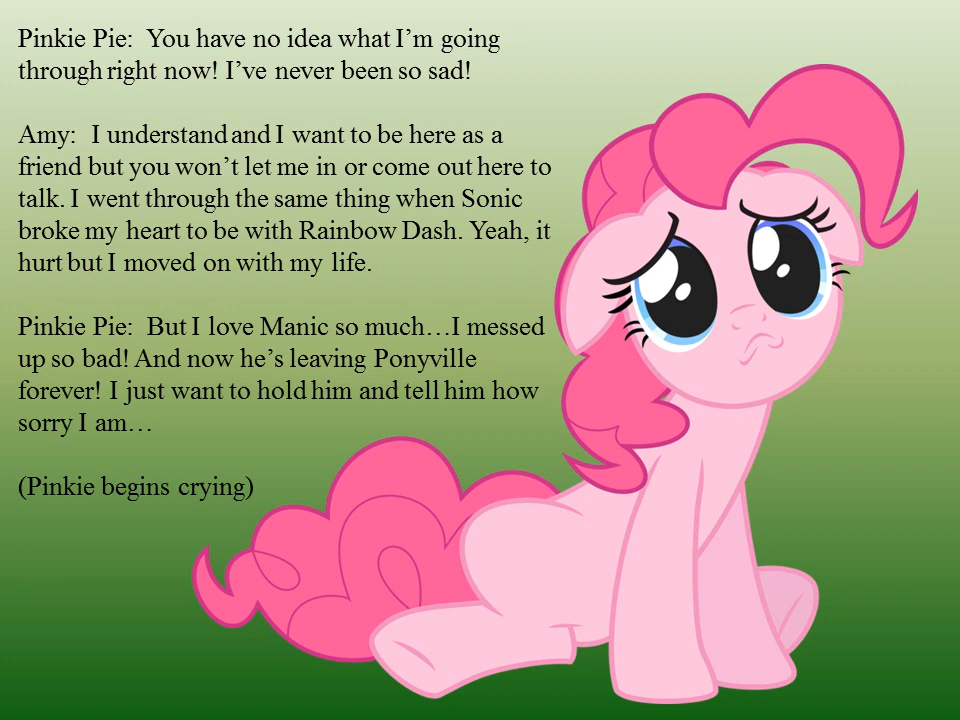 Pinkie Pie:  You have no idea what I’m going
through right now! I’ve never been so sad!

Amy:  I understand and I want to be here as a
friend but you won’t let me in or come out here to
talk. I went through the same thing when Sonic
broke my heart to be with Rainbow Dash. Yeah, it
hurt but I moved on with my life.

Pinkie Pie:  But I love Manic so much…I messed
up so bad! And now he’s leaving Ponyville
forever! I just want to hold him and tell him how
sorry I am…

(Pinkie begins crying)